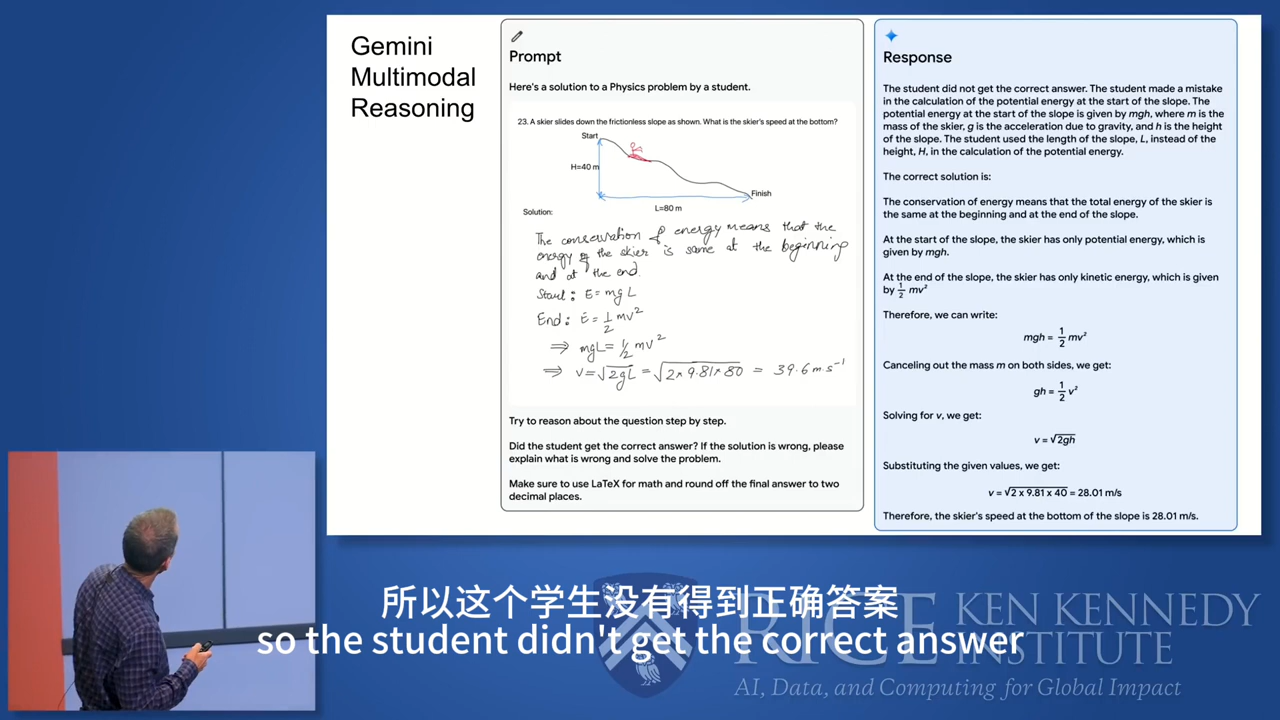 Gemini
Multimodal
Reasoning
Prompt
Here's a solution to a Physics problem by a student.
23. A skier slides down the frictionless slope as shown. What is the skier's speed at the bottom?
Start
H=40 m
Finish
L=80 m
Solution:
The conservation of energy means that the
energy of the skier is same at the beginning
and at the end.
Start: E = mgL
End: E = 1/2 mv²
⇒ mgL = 1/2 mv²
⇒ v = √2gL = √2×9.81×80 = 39.6 m.s⁻¹
Try to reason about the question step by step.
Did the student get the correct answer? If the solution is wrong, please
explain what is wrong and solve the problem.
Make sure to use LaTeX for math and round off the final answer to two
decimal places.
Response
The student did not get the correct answer. The student made a mistake
in the calculation of the potential energy at the start of the slope. The
potential energy at the start of the slope is given by mgh, where m is the
mass of the skier, g is the acceleration due to gravity, and h is the height
of the slope. The student used the length of the slope, L, instead of the
height, H, in the calculation of the potential energy.
The correct solution is:
The conservation of energy means that the total energy of the skier is
the same at the beginning and at the end of the slope.
At the start of the slope, the skier has only potential energy, which is
given by mgh.
At the end of the slope, the skier has only kinetic energy, which is given
by 1/2 mv²
Therefore, we can write:
mgh = 1/2 mv²
Canceling out the mass m on both sides, we get:
gh = 1/2 v²
Solving for v, we get:
v = √2gh
Substituting the given values, we get:
v = √2 x 9.81 x 40 = 28.01 m/s
Therefore, the skier's speed at the bottom of the slope is 28.01 m/s.
所以这个学生没有得到正确答案
so the student didn't get the correct answer
RICE KEN KENNEDY
INSTITUTE
AI, Data, and Computing for Global Impact